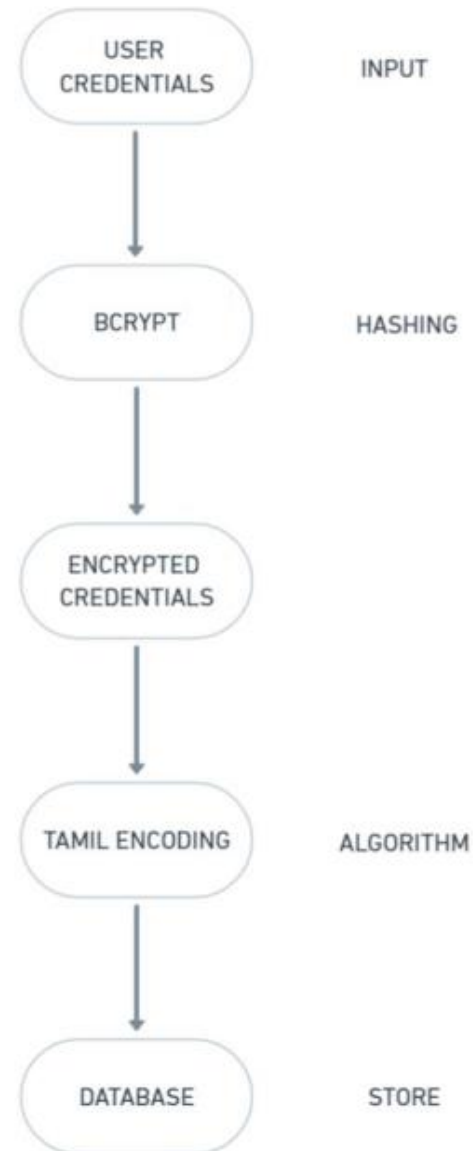 USER
CREDENTIALS
INPUT
BCRYPT
HASHING
ENCRYPTED
CREDENTIALS
TAMIL ENCODING
ALGORITHM
DATABASE
STORE